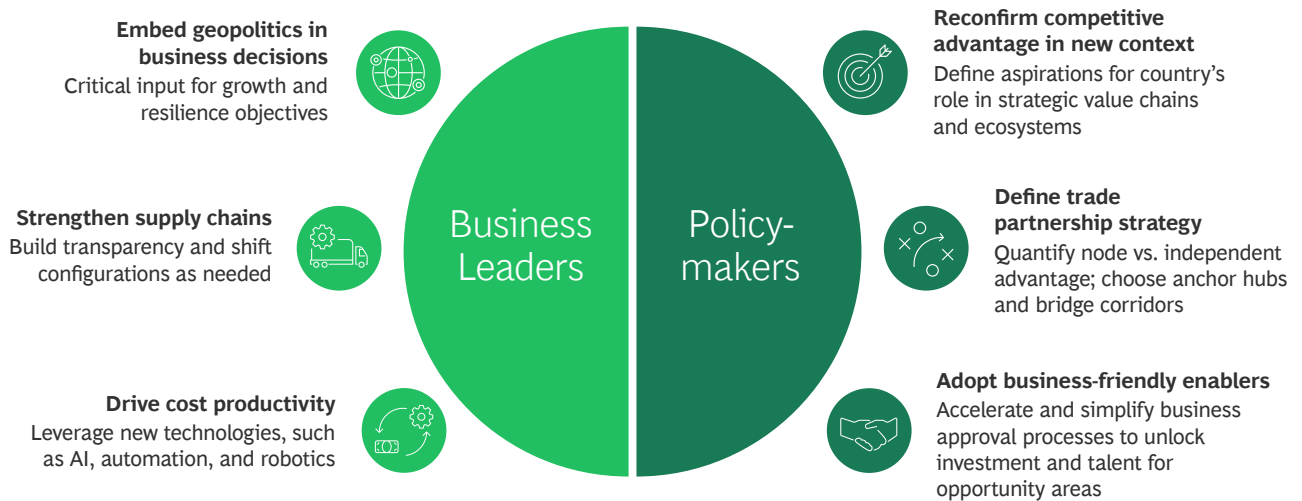 Embed geopolitics in
business decisions
Critical input for growth and
resilience objectives
Strengthen supply chains
Build transparency and shift
configurations as needed
Drive cost productivity
Leverage new technologies, such
as AI, automation, and robotics
Business
Leaders
Policy-
makers
Reconfirm competitive
advantage in new context
Define aspirations for country’s
role in strategic value chains
and ecosystems
Define trade
partnership strategy
Quantify node vs. independent
advantage; choose anchor hubs
and bridge corridors
Adopt business-friendly enablers
Accelerate and simplify business
approval processes to unlock
investment and talent for
opportunity areas